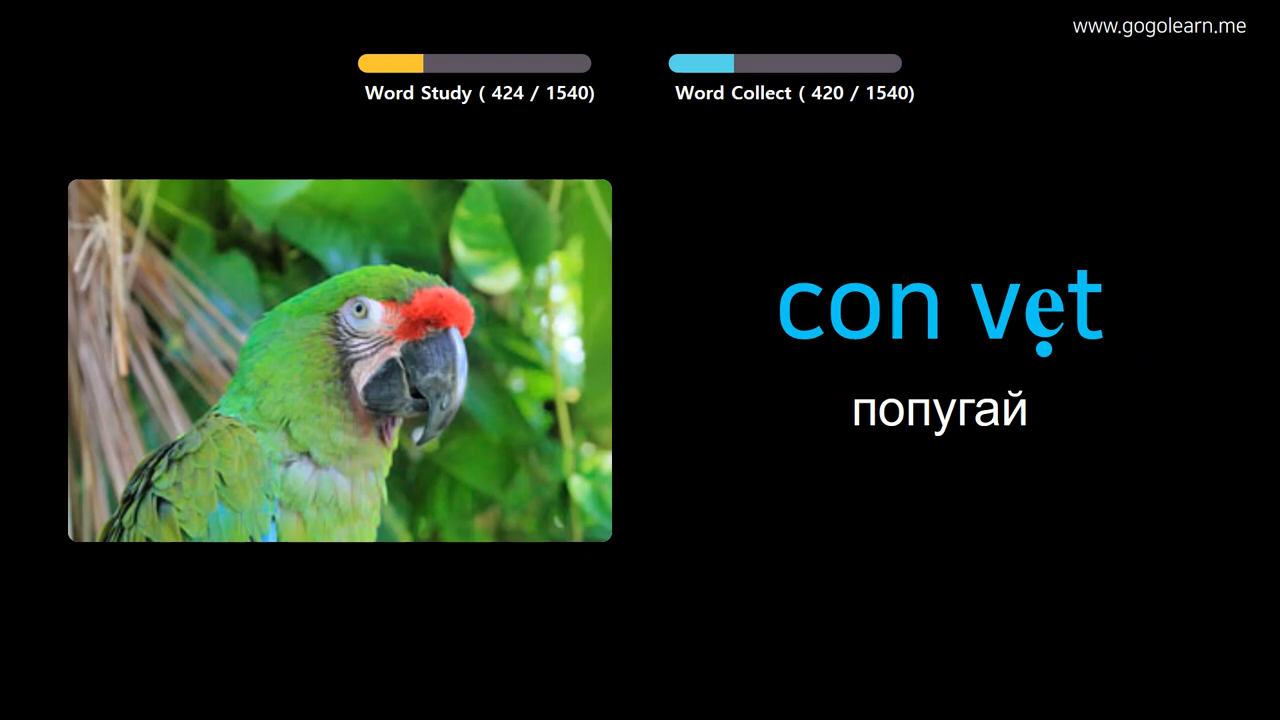 www.gogolearn.me
Word Study ( 424 / 1540)
Word Collect ( 420 / 1540)
con vẹt
попугай